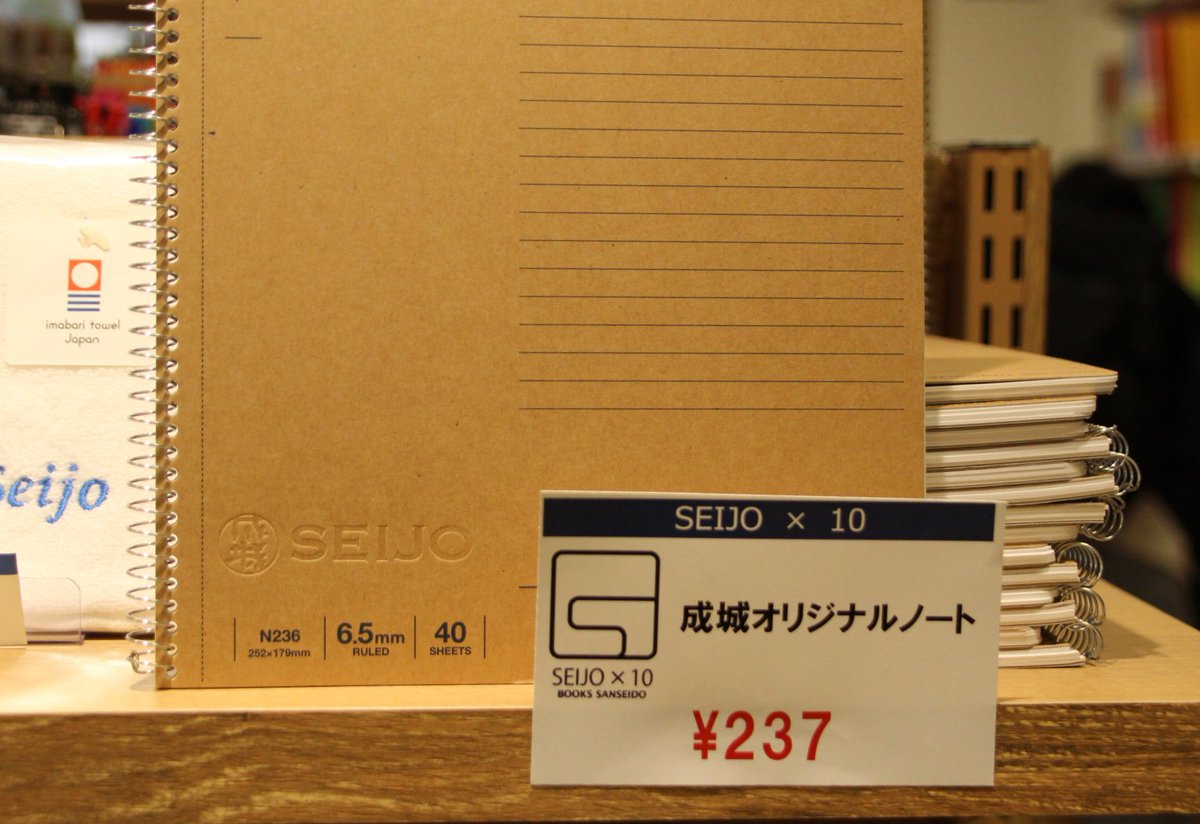 imabari towel
Japan
Seijo
SEIJO
N236
252×179mm
6.5mm
RULED
40
SHEETS
SEIJO × 10
SEIJO × 10
BOOKS SANSEIDO
成城オリジナルノート
¥237